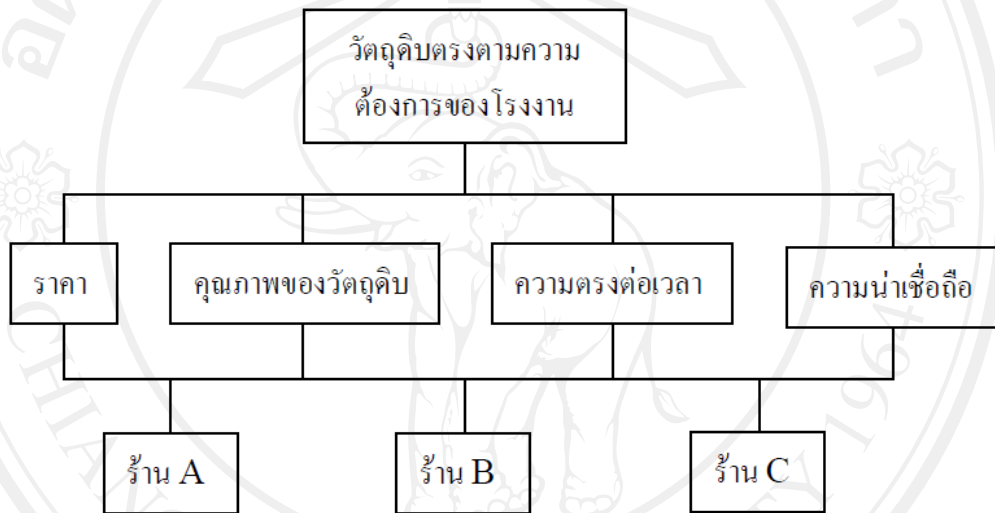 วัตถุดิบตรงตามความ
ต้องการของโรงงาน
ราคา
คุณภาพของวัตถุดิบ
ความตรงต่อเวลา
ความน่าเชื่อถือ
ร้าน A
ร้าน B
ร้าน C
1964